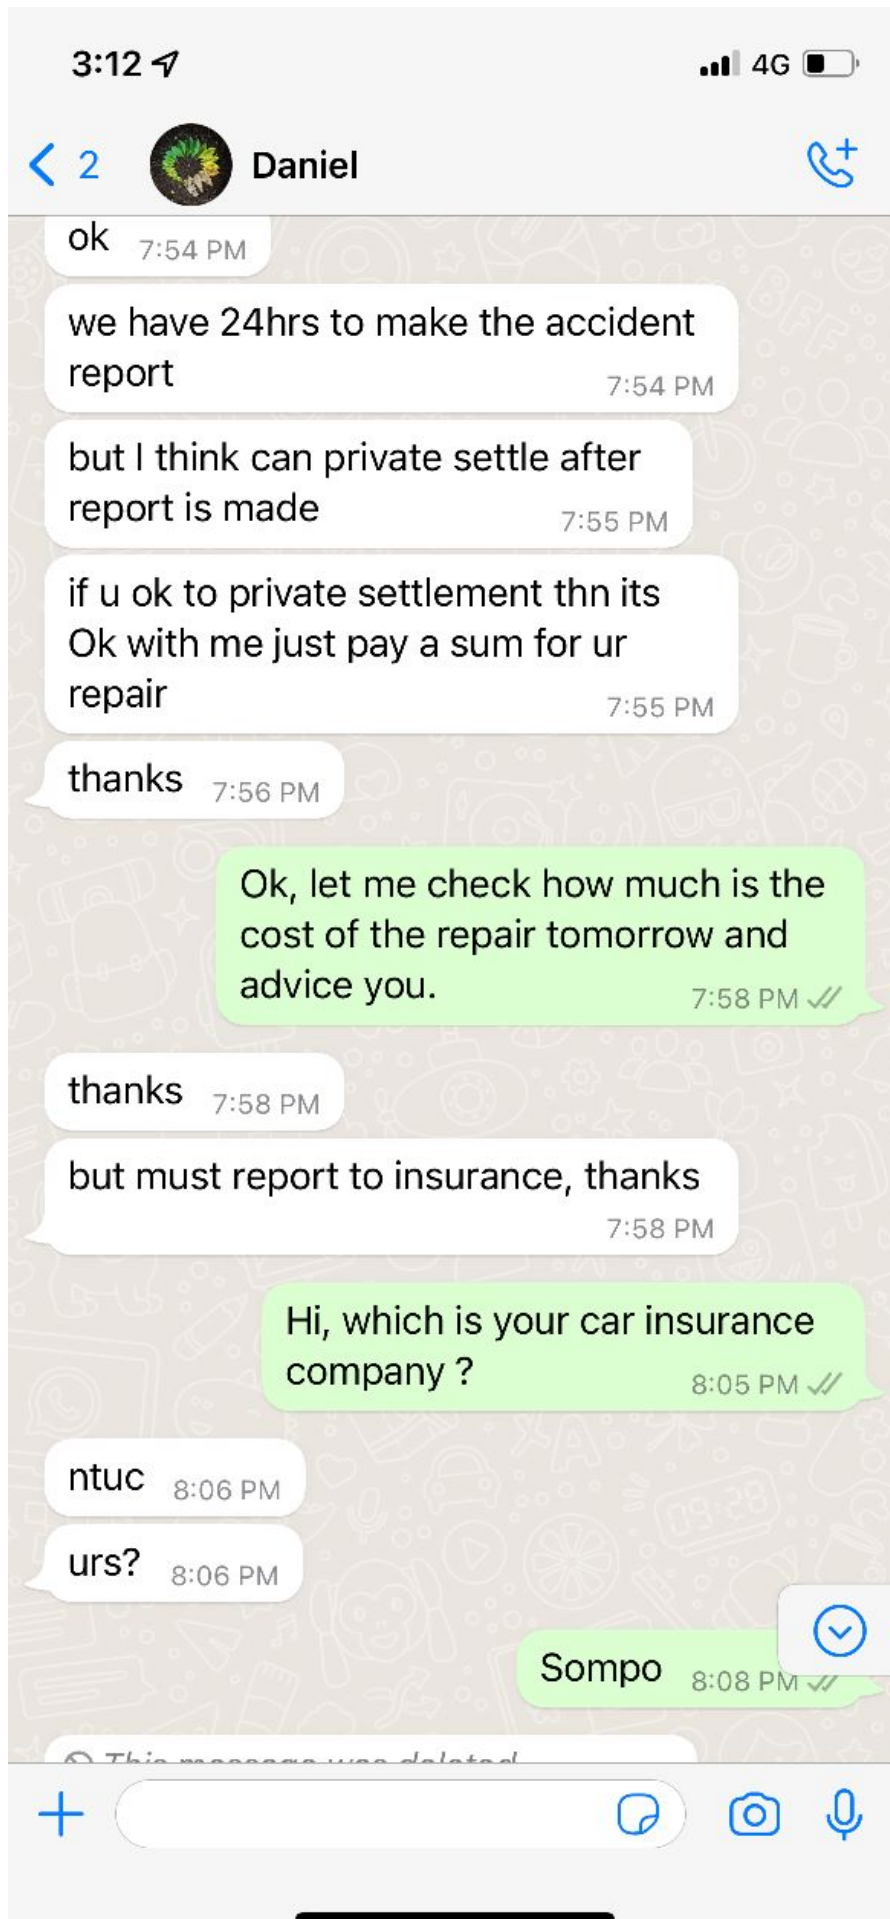 3:12
4G
2
Daniel
ok 7:54 PM
we have 24hrs to make the accident
report
7:54 PM
but I think can private settle after
report is made
7:55 PM
if u ok to private settlement thn its
Ok with me just pay a sum for ur
repair
7:55 PM
thanks 7:56 PM
Ok, let me check how much is the
cost of the repair tomorrow and
advice you.
7:58 PM
thanks 7:58 PM
but must report to insurance, thanks
7:58 PM
Hi, which is your car insurance
company ?
8:05 PM
ntuc 8:06 PM
urs? 8:06 PM
Sompo 8:08 PM
This message was deleted